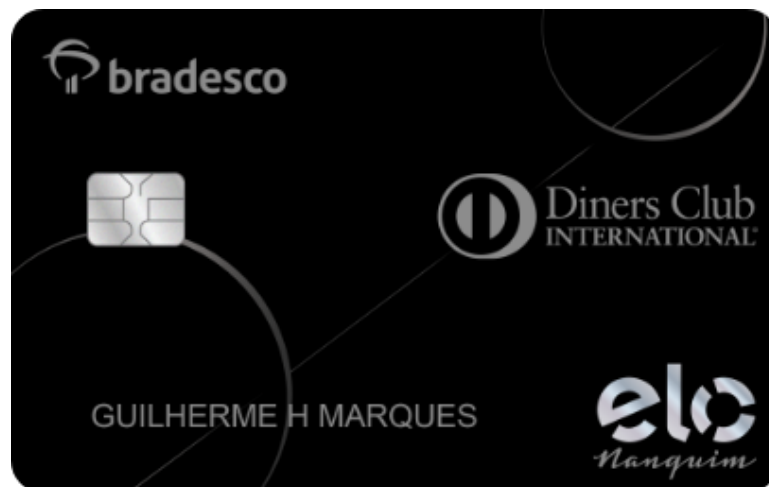 bradesco
Diners Club
INTERNATIONAL®
GUILHERME H MARQUES
elo
Nanquim